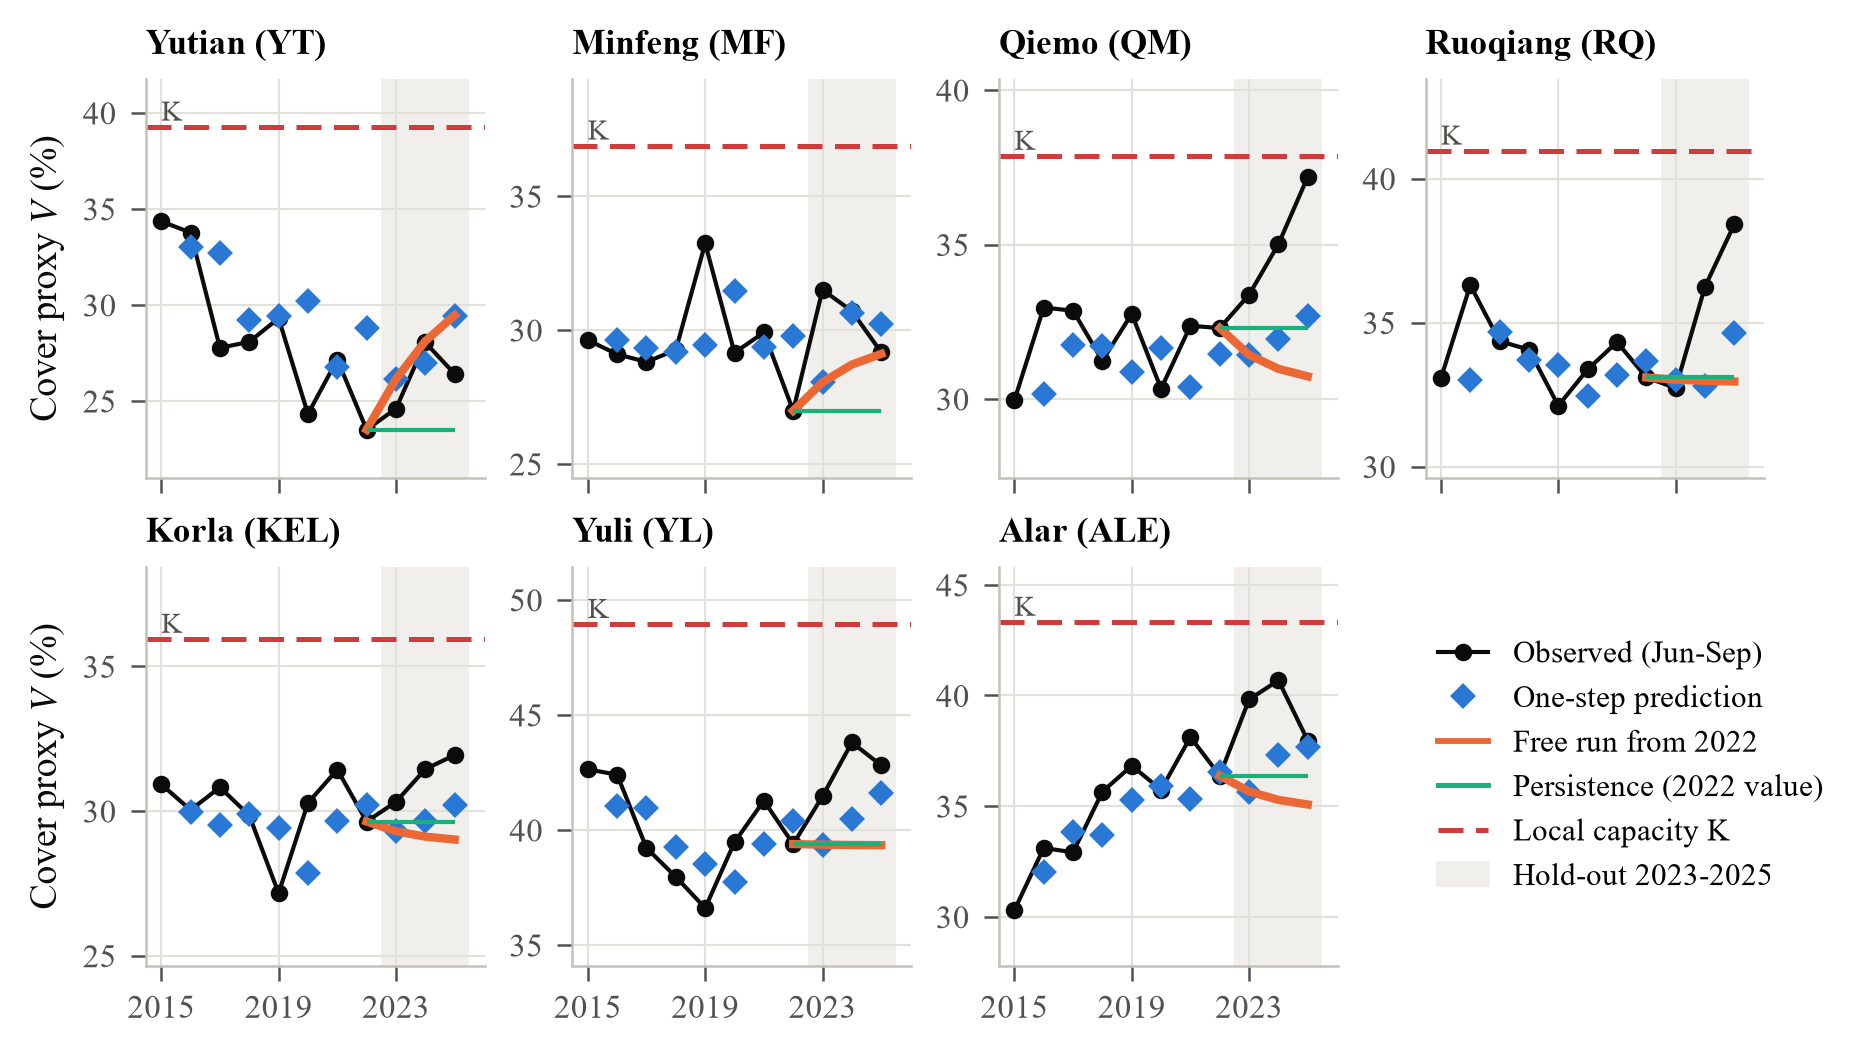 Yutian (YT)
Minfeng (MF)
Qiemo (QM)
Ruoqiang (RQ)
Cover proxy V (%)
40
35
30
25
K
35
30
25
K
40
35
30
K
40
35
30
K
Korla (KEL)
Yuli (YL)
Alar (ALE)
Cover proxy V (%)
35
30
25
K
2015 2019 2023
50
45
40
35
K
2015 2019 2023
45
40
35
30
K
2015 2019 2023
Observed (Jun-Sep)
One-step prediction
Free run from 2022
Persistence (2022 value)
Local capacity K
Hold-out 2023-2025